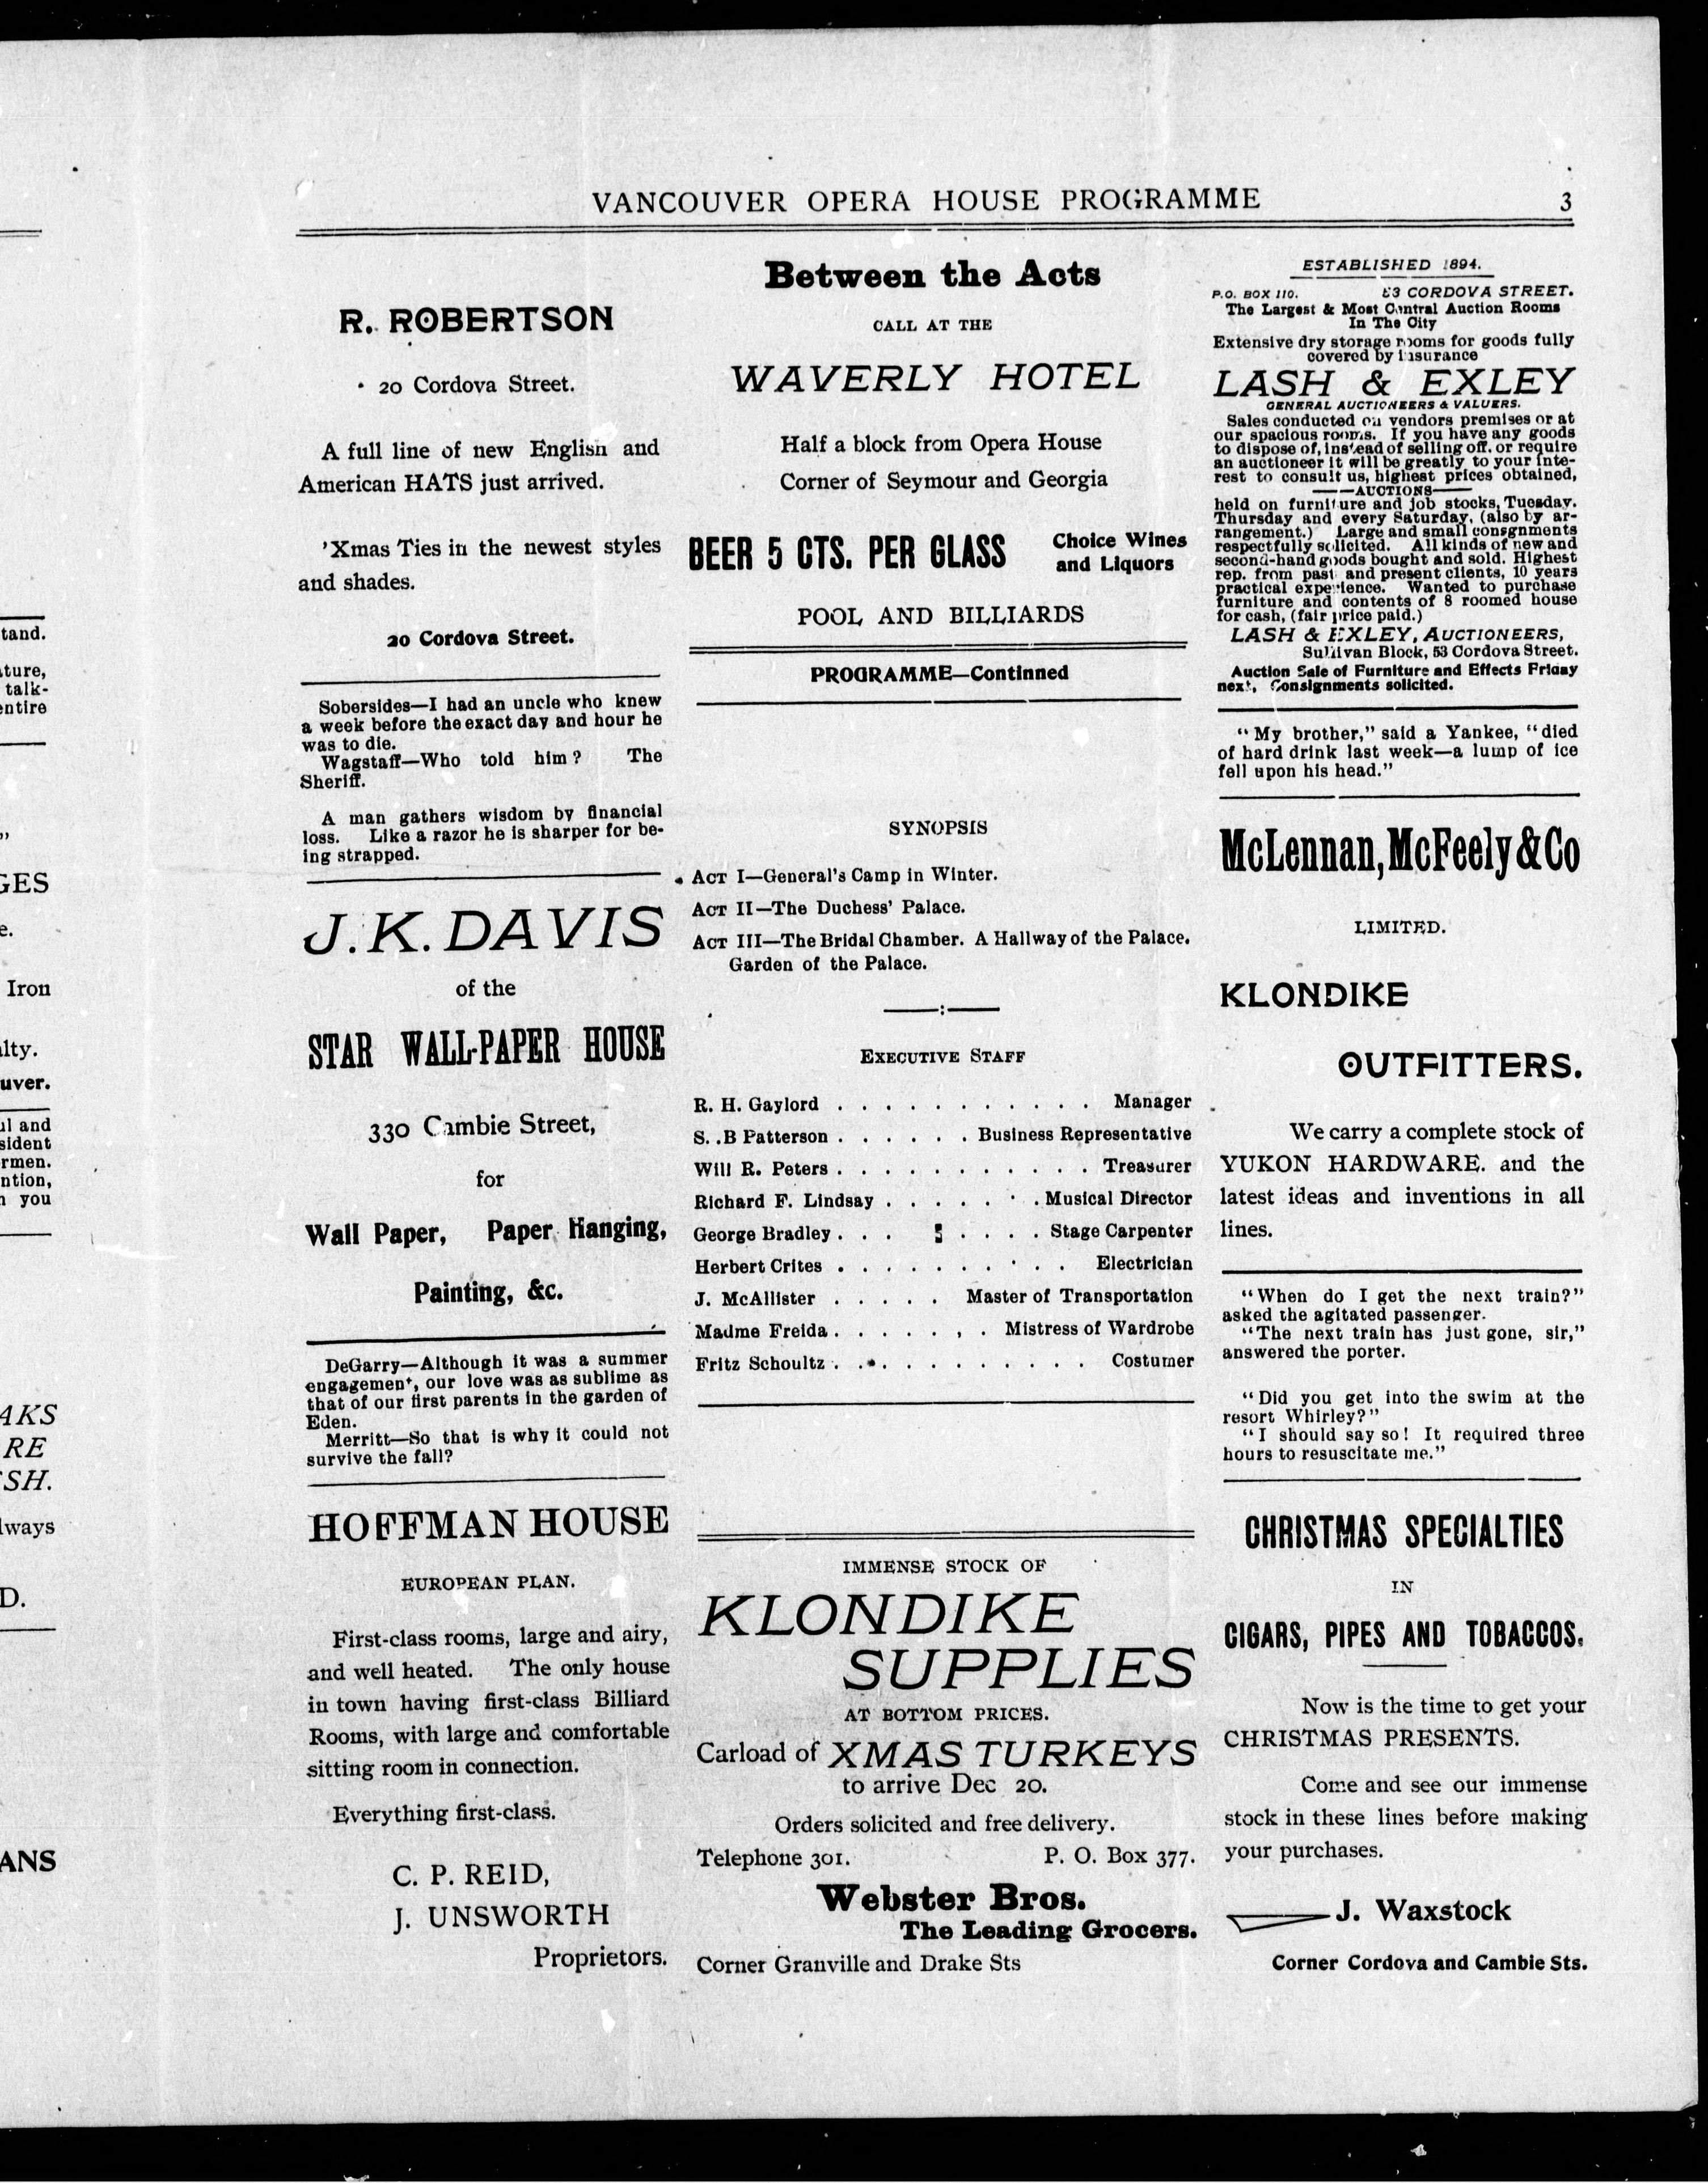 VANCOUVER OPERA HOUSE PROGRAMME 3
R. ROBERTSON
20 Cordova Street.
A full line of new English and
American HATS just arrived.
'Xmas Ties in the newest styles
and shades.
20 Cordova Street.
Sobersides—I had an uncle who knew
a week before the exact day and hour he
was to die.
Wagstaff—Who told him? The
Sheriff.
A man gathers wisdom by financial
loss. Like a razor he is sharper for be-
ing strapped.
J. K. DAVIS
of the
STAR WALL-PAPER HOUSE
330 Cambie Street,
for
Wall Paper, Paper Hanging,
Painting, &c.
DeGarry—Although it was a summer
engagement, our love was as sublime as
that of our first parents in the garden of
Eden.
Merritt—So that is why it could not
survive the fall?
HOFFMAN HOUSE
EUROPEAN PLAN.
First-class rooms, large and airy,
and well heated. The only house
in town having first-class Billiard
Rooms, with large and comfortable
sitting room in connection.
Everything first-class.
C. P. REID,
J. UNSWORTH
Proprietors.
Between the Acts
CALL AT THE
WAVERLY HOTEL
Half a block from Opera House
Corner of Seymour and Georgia
BEER 5 CTS. PER GLASS
Choice Wines
and Liquors
POOL AND BILLIARDS
PROGRAMME—Continned
SYNOPSIS
ACT I—General's Camp in Winter.
ACT II—The Duchess' Palace.
ACT III—The Bridal Chamber. A Hallway of the Palace.
Garden of the Palace.
EXECUTIVE STAFF
R. H. Gaylord . . . . . . . . . . . Manager
S. .B Patterson . . . . . . Business Representative
Will R. Peters . . . . . . . . . . . Treasurer
Richard F. Lindsay . . . . . . . Musical Director
George Bradley . . . . . . . Stage Carpenter
Herbert Crites . . . . . . . . . . Electrician
J. McAllister . . . . . Master of Transportation
Madme Freida . . . . . , . Mistress of Wardrobe
Fritz Schoultz . . . . . . . . . . . Costumer
IMMENSE STOCK OF
KLONDIKE
SUPPLIES
AT BOTTOM PRICES.
Carload of XMAS TURKEYS
to arrive Dec 20.
Orders solicited and free delivery.
Telephone 301. P. O. Box 377.
Webster Bros.
The Leading Grocers.
Corner Granville and Drake Sts
ESTABLISHED 1894.
P.O. BOX 110. 53 CORDOVA STREET.
The Largest & Most Central Auction Rooms
In The City
Extensive dry storage rooms for goods fully
covered by insurance
LASH & EXLEY
GENERAL AUCTIONEERS & VALUERS.
Sales conducted on vendors premises or at
our spacious rooms. If you have any goods
to dispose of, instead of selling off. or require
an auctioneer it will be greatly to your inte-
rest to consult us, highest prices obtained,
——AUCTIONS——
held on furniture and job stocks, Tuesday.
Thursday and every Saturday, (also by ar-
rangement.) Large and small consgnments
respectfully solicited. All kinds of new and
second-hand goods bought and sold. Highest
rep. from past and present clients, 10 years
practical experience. Wanted to purchase
furniture and contents of 8 roomed house
for cash, (fair price paid.)
LASH & EXLEY, AUCTIONEERS,
Sullivan Block, 53 Cordova Street.
Auction Sale of Furniture and Effects Friday
next, Consignments solicited.
"My brother," said a Yankee, "died
of hard drink last week—a lump of ice
fell upon his head."
McLennan, McFeely & Co
LIMITED.
KLONDIKE
OUTFITTERS.
We carry a complete stock of
YUKON HARDWARE. and the
latest ideas and inventions in all
lines.
"When do I get the next train?"
asked the agitated passenger.
"The next train has just gone, sir,"
answered the porter.
"Did you get into the swim at the
resort Whirley?"
"I should say so! It required three
hours to resuscitate me."
CHRISTMAS SPECIALTIES
IN
CIGARS, PIPES AND TOBACCOS.
Now is the time to get your
CHRISTMAS PRESENTS.
Come and see our immense
stock in these lines before making
your purchases.
J. Waxstock
Corner Cordova and Cambie Sts.